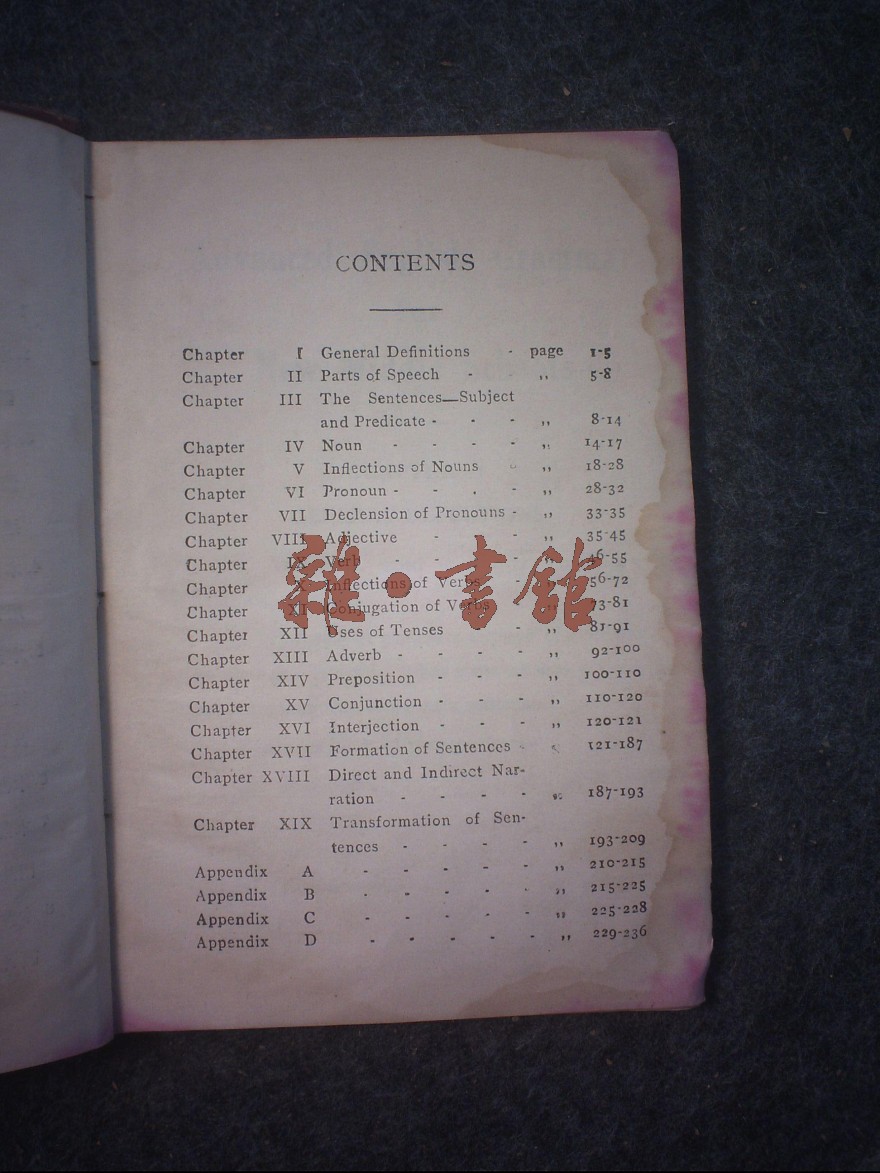 CONTENTS
Chapter I General Definitions - page 1-5
Chapter II Parts of Speech - ,, 5-8
Chapter III The Sentences—Subject
and Predicate - - - ,, 8-14
Chapter IV Noun - - - - ,, 14-17
Chapter V Inflections of Nouns - ,, 18-28
Chapter VI Pronoun - - . - ,, 28-32
Chapter VII Declension of Pronouns - ,, 33-35
Chapter VIII Adjective - - - ,, 35-45
Chapter IX Verb - - - - ,, 46-55
Chapter X Inflections of Verbs - ,, 56-72
Chapter XI Conjugation of Verbs ,, 73-81
Chapter XII Uses of Tenses - ,, 81-91
Chapter XIII Adverb - - - - ,, 92-100
Chapter XIV Preposition - - - ,, 100-110
Chapter XV Conjunction - - - ,, 110-120
Chapter XVI Interjection - - - ,, 120-121
Chapter XVII Formation of Sentences - ,, 121-187
Chapter XVIII Direct and Indirect Nar-
ration - - - - ,, 187-193
Chapter XIX Transformation of Sen-
tences - - - - ,, 193-209
Appendix A - - - - - ,, 210-215
Appendix B - - - - - ,, 215-225
Appendix C - - - - - ,, 225-228
Appendix D - - - - - ,, 229-236
雜·書館